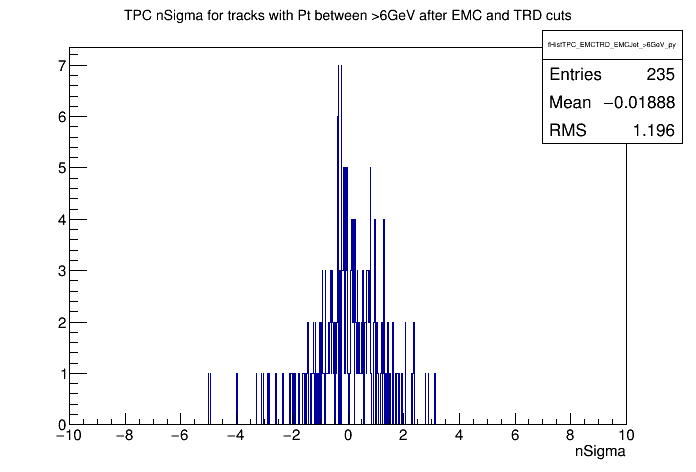 TPC nSigma for tracks with Pt between >6GeV after EMC and TRD cuts
fHistTPC_EMCTRD_EMCJet_>6GeV_py
Entries 235
Mean −0.01888
RMS 1.196
7
6
5
4
3
2
1
0
−10 −8 −6 −4 −2 0 2 4 6 8 10
nSigma